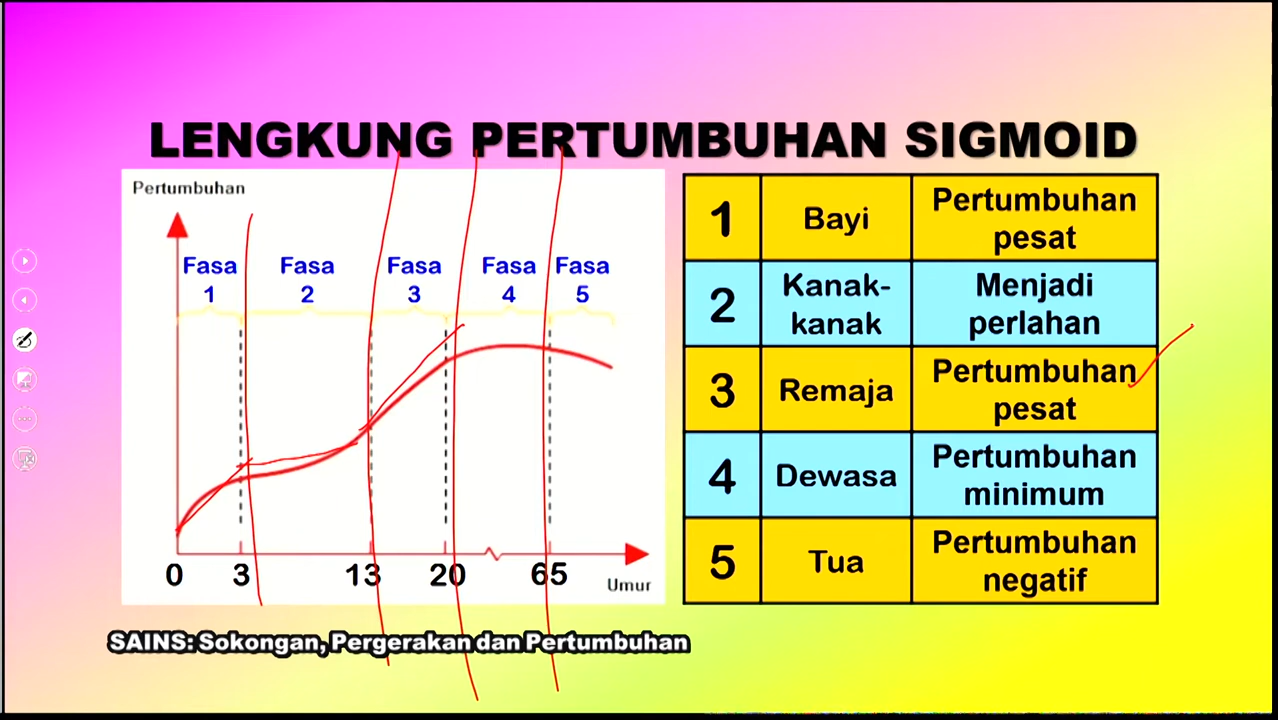 LENGKUNG PERTUMBUHAN SIGMOID
Pertumbuhan
Fasa Fasa Fasa Fasa Fasa
1 2 3 4 5
0 3 13 20 65
Umur
1 Bayi Pertumbuhan
pesat
2 Kanak-
kanak Menjadi
perlahan
3 Remaja Pertumbuhan
pesat
4 Dewasa Pertumbuhan
minimum
5 Tua Pertumbuhan
negatif
SAINS: Sokongan, Pergerakan dan Pertumbuhan